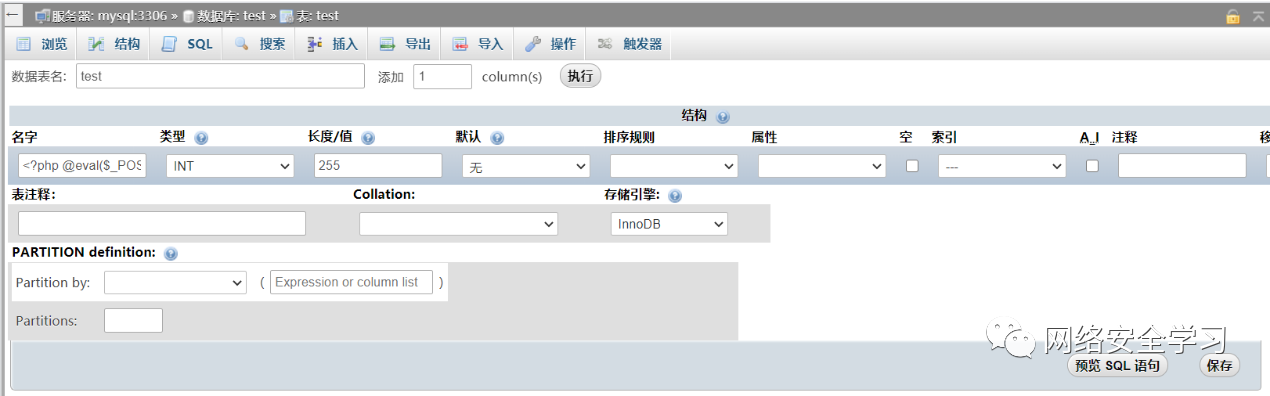 服务器: mysql:3306 » 数据库: test » 表: test
浏览 结构 SQL 搜索 插入 导出 导入 操作 触发器
数据表名: test 添加 1 column(s) 执行
结构
名字 类型 长度/值 默认 排序规则 属性 空 索引 A_I 注释 移
<?php @eval($_POS INT 255 无 ---
表注释: Collation: 存储引擎:
InnoDB
PARTITION definition:
Partition by: ( Expression or column list )
Partitions:
网络安全学习
预览 SQL 语句 保存